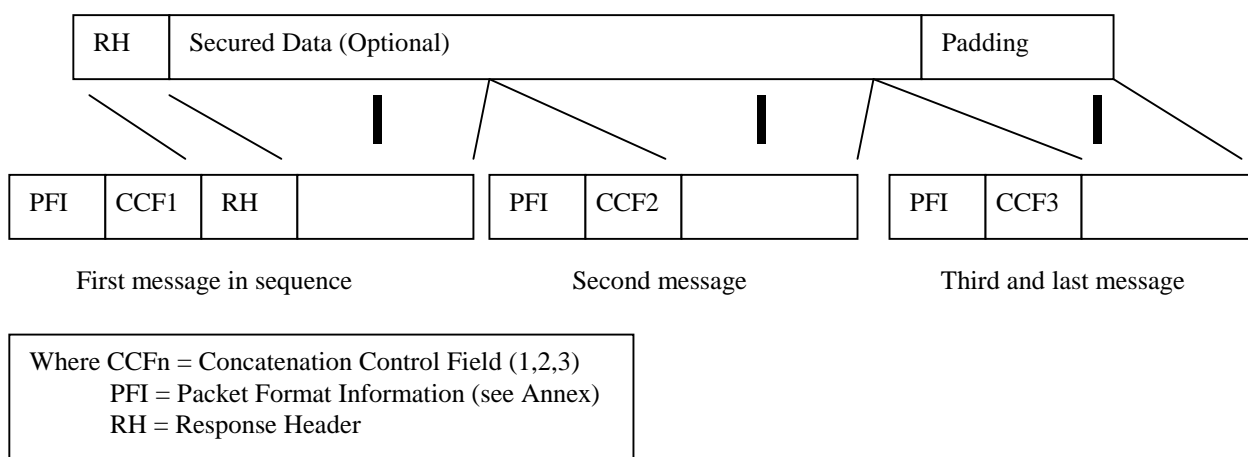 RH Secured Data (Optional) Padding
PFI CCF1 RH PFI CCF2 PFI CCF3
First message in sequence Second message Third and last message
Where CCFn = Concatenation Control Field (1,2,3)
PFI = Packet Format Information (see Annex)
RH = Response Header